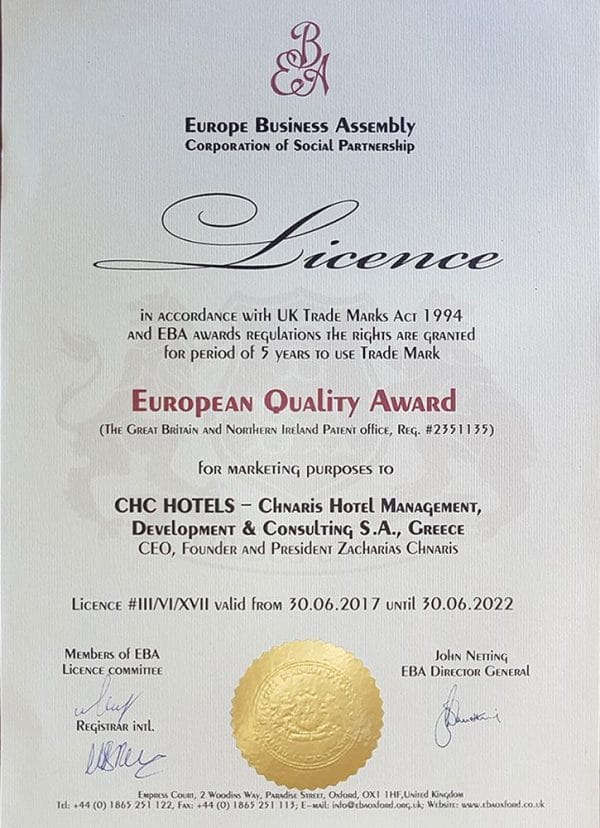 EBA
Europe Business Assembly
Corporation of Social Partnership
Licence
in accordance with UK Trade Marks Act 1994
and EBA awards regulations the rights are granted
for period of 5 years to use Trade Mark
European Quality Award
(The Great Britain and Northern Ireland Patent office, Reg. #2351135)
for marketing purposes to
CHC HOTELS – Chnaris Hotel Management,
Development & Consulting S.A., Greece
CEO, Founder and President Zacharias Chnaris
Licence #III/VI/XVII valid from 30.06.2017 until 30.06.2022
Members of EBA
Licence committee
Registrar intl.
John Netting
EBA Director General
Empress Court, 2 Woodins Way, Paradise Street, Oxford, OX1 1HF,United Kingdom
Tel: +44 (0) 1865 251 122, Fax: +44 (0) 1865 251 113; E-mail: info@ebaoxford.org.uk; Website: www.ebaoxford.co.uk